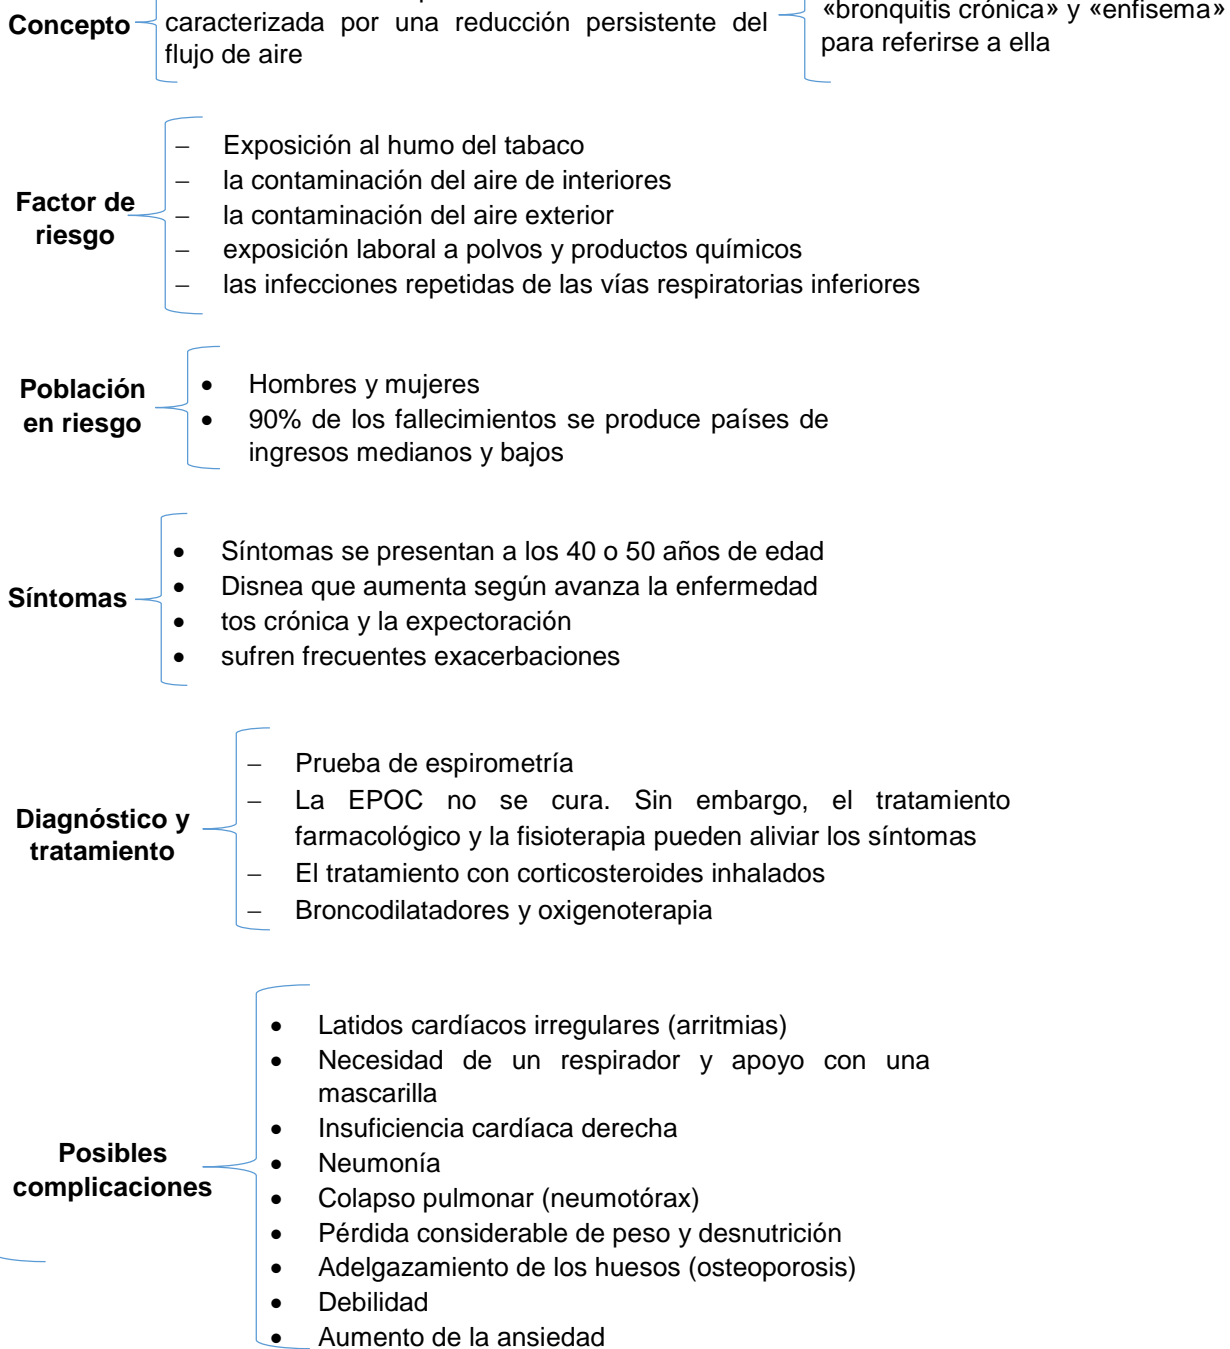 Concepto
caracterizada por una reducción persistente del
flujo de aire
«bronquitis crónica» y «enfisema»
para referirse a ella
Factor de
riesgo
– Exposición al humo del tabaco
– la contaminación del aire de interiores
– la contaminación del aire exterior
– exposición laboral a polvos y productos químicos
– las infecciones repetidas de las vías respiratorias inferiores
Población
en riesgo
• Hombres y mujeres
• 90% de los fallecimientos se produce países de
ingresos medianos y bajos
Síntomas
• Síntomas se presentan a los 40 o 50 años de edad
• Disnea que aumenta según avanza la enfermedad
• tos crónica y la expectoración
• sufren frecuentes exacerbaciones
Diagnóstico y
tratamiento
– Prueba de espirometría
– La EPOC no se cura. Sin embargo, el tratamiento
farmacológico y la fisioterapia pueden aliviar los síntomas
– El tratamiento con corticosteroides inhalados
– Broncodilatadores y oxigenoterapia
Posibles
complicaciones
• Latidos cardíacos irregulares (arritmias)
• Necesidad de un respirador y apoyo con una
mascarilla
• Insuficiencia cardíaca derecha
• Neumonía
• Colapso pulmonar (neumotórax)
• Pérdida considerable de peso y desnutrición
• Adelgazamiento de los huesos (osteoporosis)
• Debilidad
• Aumento de la ansiedad